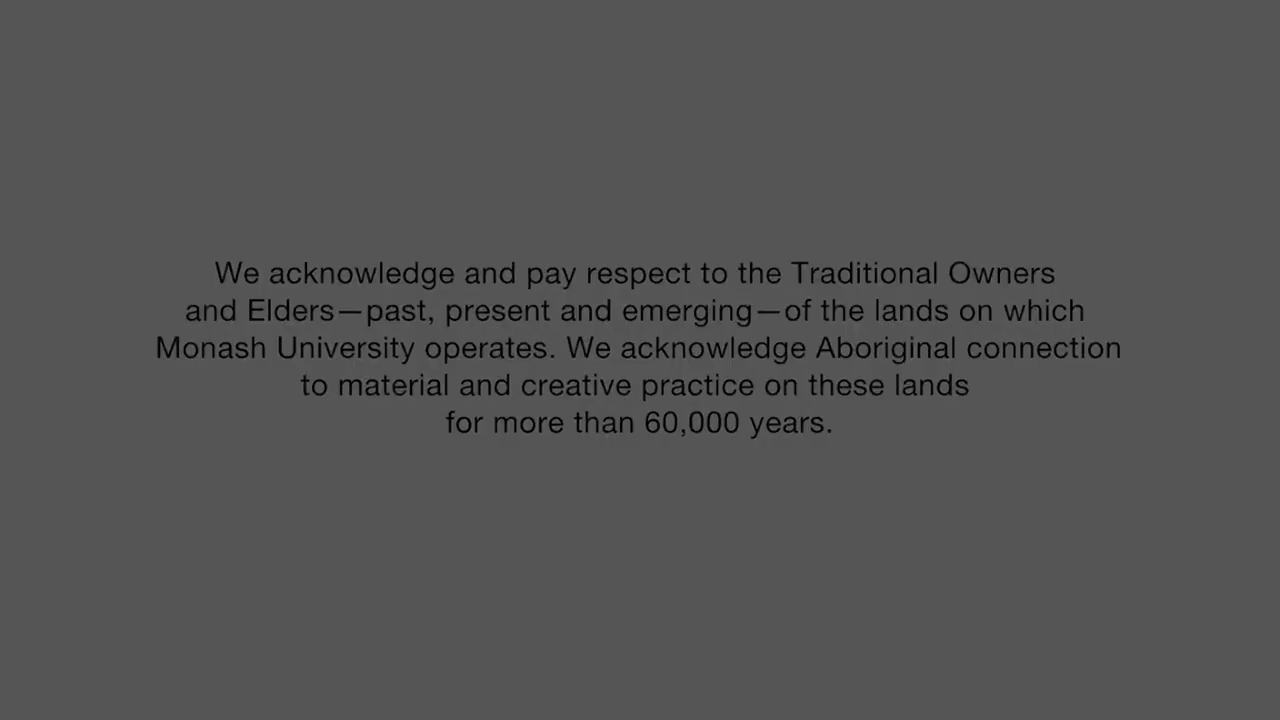 We acknowledge and pay respect to the Traditional Owners
and Elders—past, present and emerging—of the lands on which
Monash University operates. We acknowledge Aboriginal connection
to material and creative practice on these lands
for more than 60,000 years.